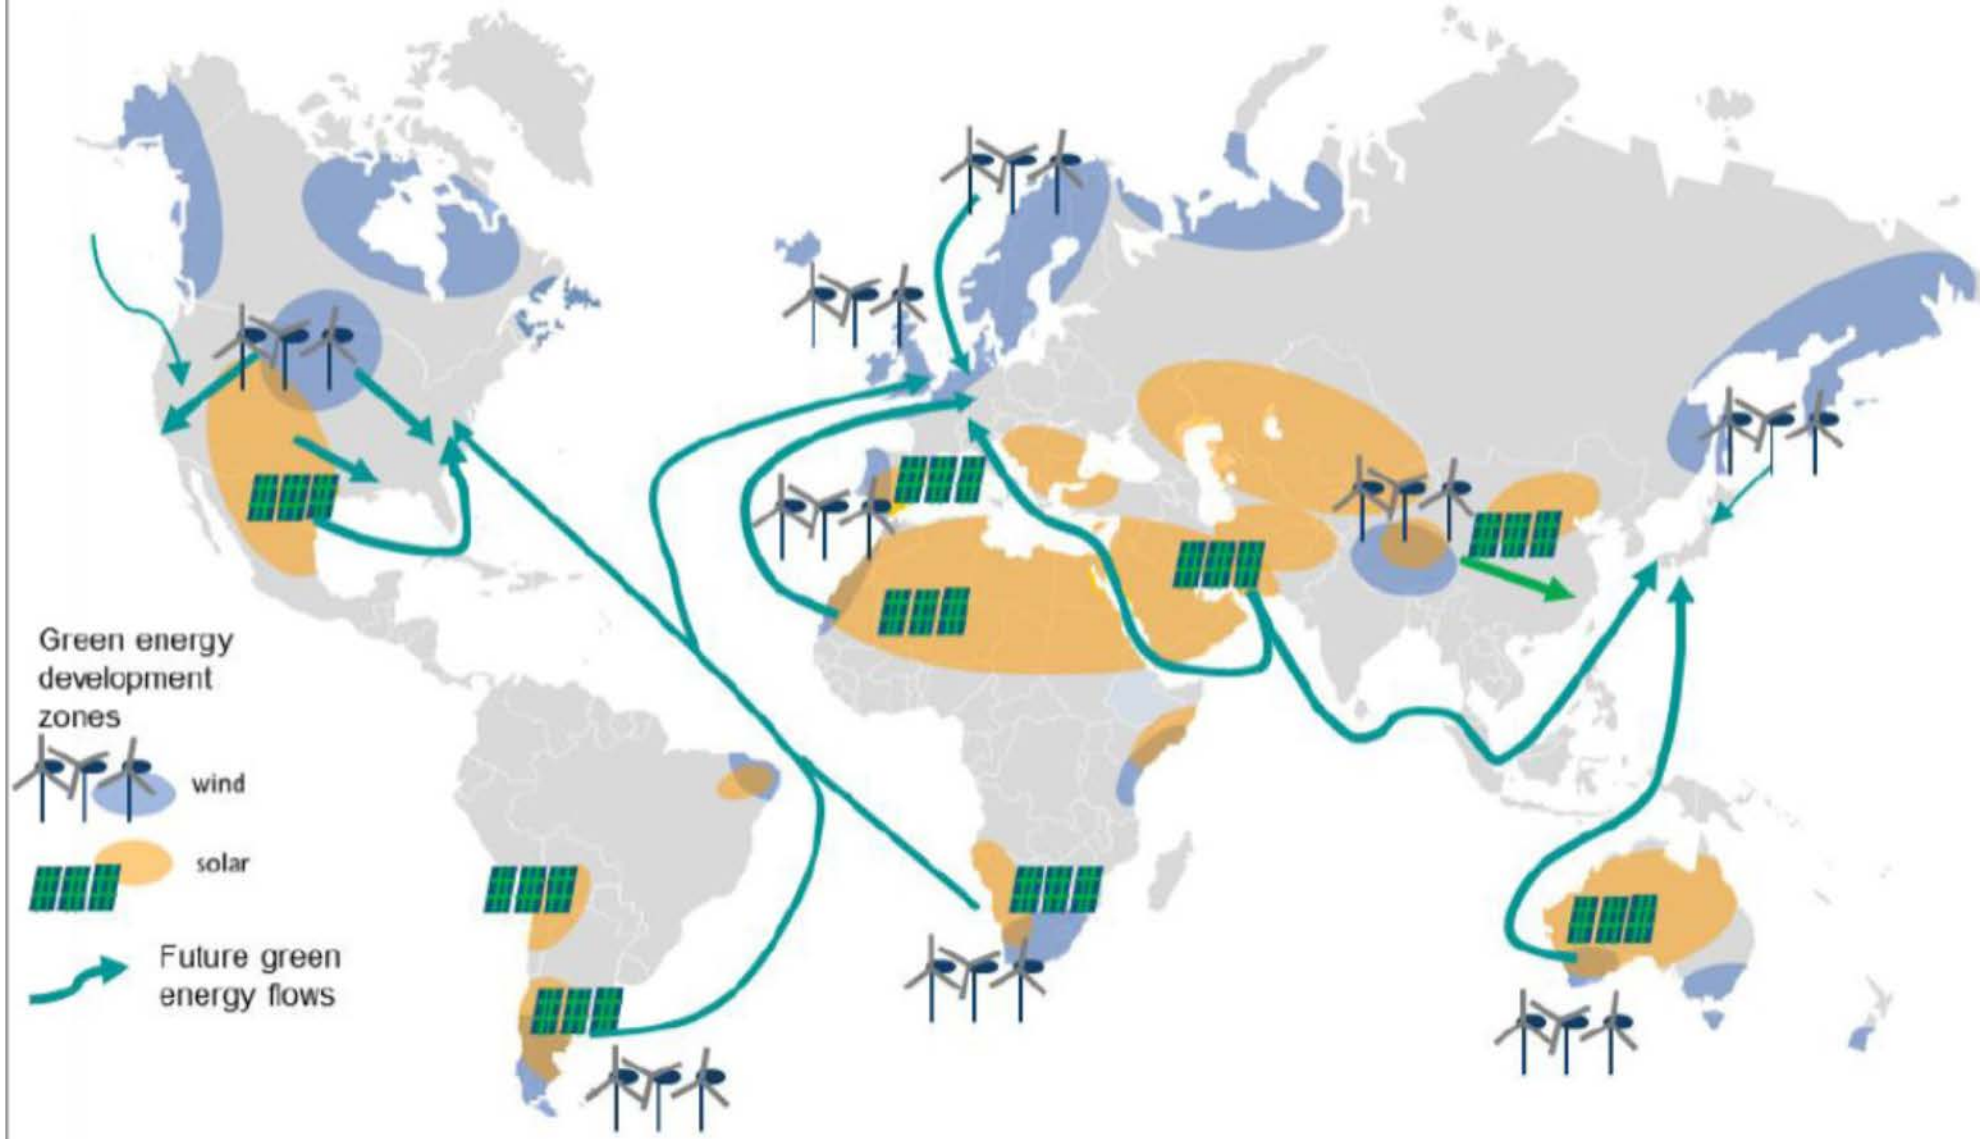 Green energy
development
zones
wind
solar
Future green
energy flows